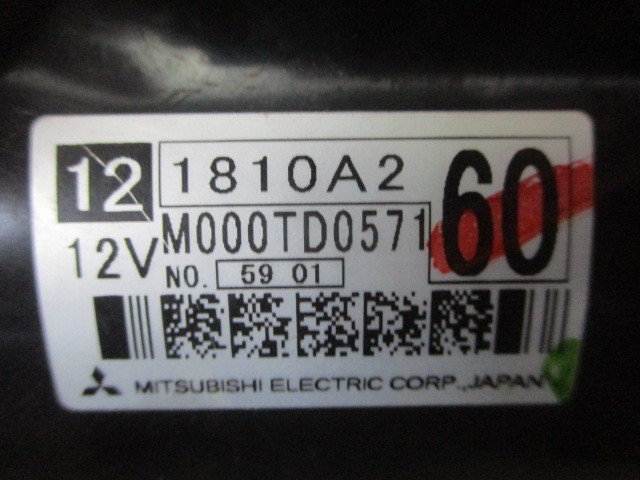 12 1810A2 60
12V M000TD0571
NO. 59 01
MITSUBISHI ELECTRIC CORP., JAPAN